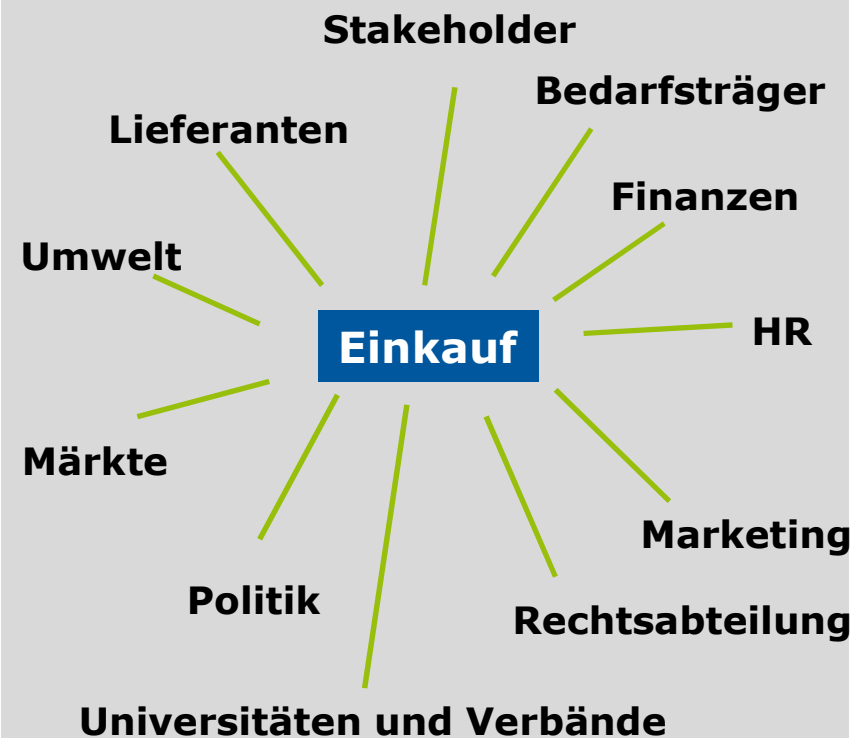 Stakeholder
Bedarfsträger
Lieferanten
Finanzen
Umwelt
HR
Einkauf
Märkte
Marketing
Politik
Rechtsabteilung
Universitäten und Verbände